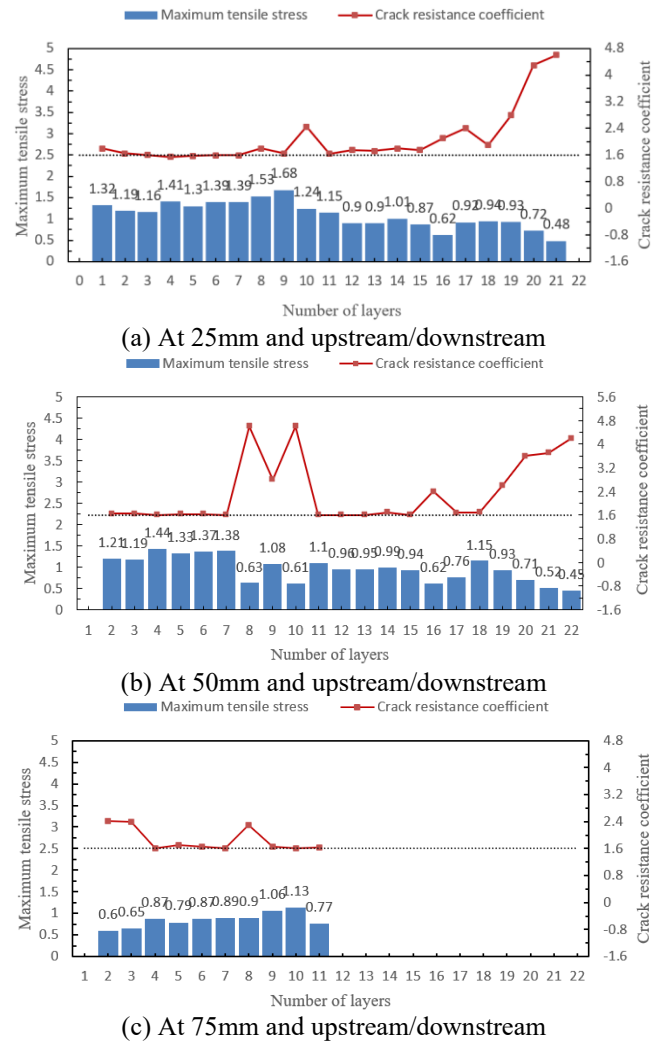 Maximum tensile stress Crack resistance coefficient
5 4.8
4.5 4
4 3.2
3.5 2.4
3 1.6
2.5 0.8
2 0
1.5 -0.8
1 -1.6
0.5
0
Maximum tensile stress
Crack resistance coefficient
1.32 1.19 1.16 1.41 1.3 1.39 1.39 1.53 1.68 1.24 1.15 0.9 0.9 1.01 0.87 0.62 0.92 0.94 0.93 0.72 0.48
0 1 2 3 4 5 6 7 8 9 10 11 12 13 14 15 16 17 18 19 20 21 22
Number of layers
(a) At 25mm and upstream/downstream
Maximum tensile stress Crack resistance coefficient
5 5.6
4.5 4.8
4 4
3.5 3.2
3 2.4
2.5 1.6
2 0.8
1.5 0
1 -0.8
0.5 -1.6
0
Maximum tensile stress
Crack resistance coefficient
1.21 1.19 1.44 1.33 1.37 1.38 0.63 1.08 0.61 1.1 0.96 0.95 0.99 0.94 0.62 0.76 1.15 0.93 0.71 0.52 0.45
1 2 3 4 5 6 7 8 9 10 11 12 13 14 15 16 17 18 19 20 21 22
Number of layers
(b) At 50mm and upstream/downstream
Maximum tensile stress Crack resistance coefficient
5 4.8
4.5 4
4 3.2
3.5 2.4
3 1.6
2.5 0.8
2 0
1.5 -0.8
1 -1.6
0.5
0
Maximum tensile stress
Crack resistance coefficient
0.6 0.65 0.87 0.79 0.87 0.89 0.9 1.06 1.13 0.77
1 2 3 4 5 6 7 8 9 10 11 12 13 14 15 16 17 18 19 20 21 22
Number of layers
(c) At 75mm and upstream/downstream